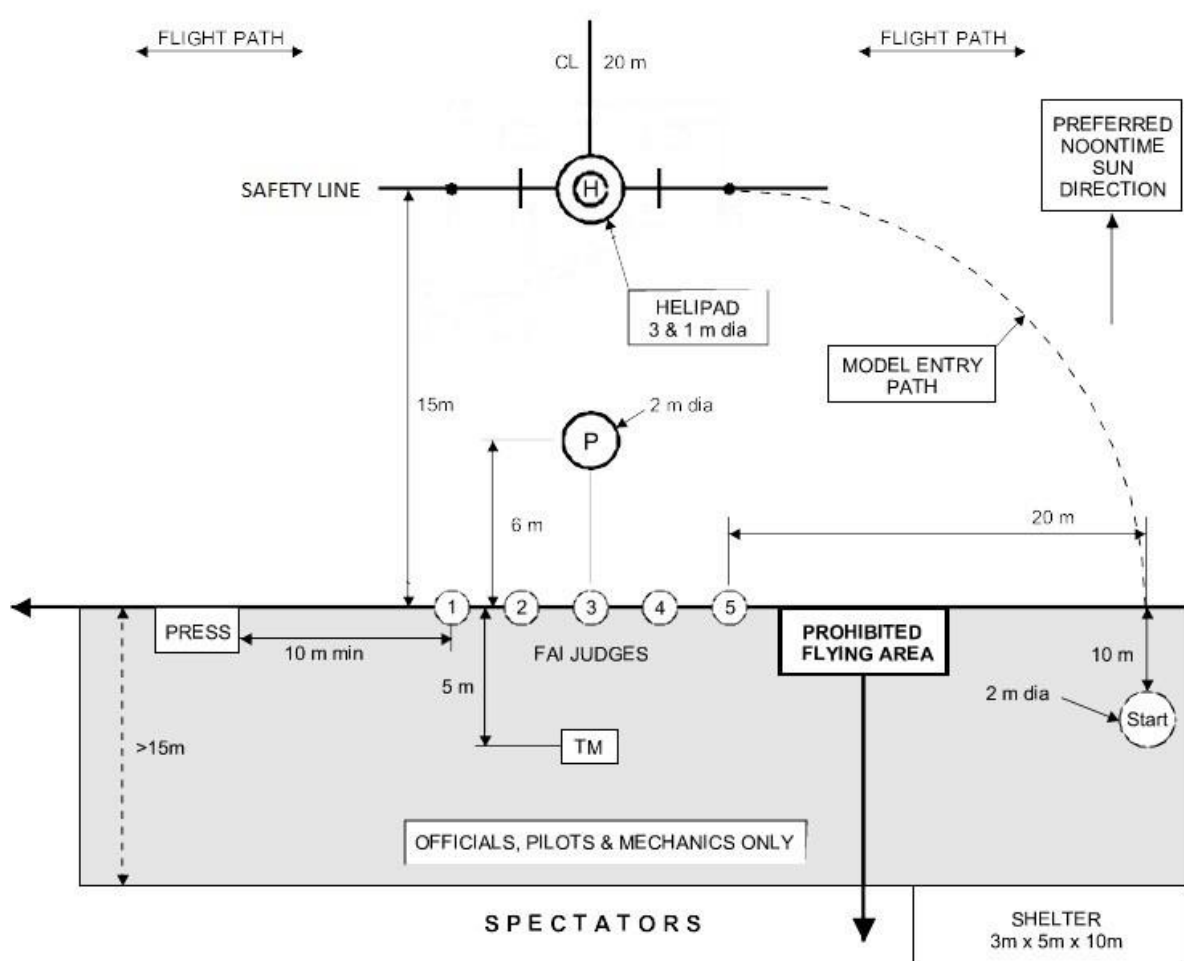 FLIGHT PATH
FLIGHT PATH
CL 20 m
PREFERRED
NOONTIME
SUN
DIRECTION
SAFETY LINE
H
HELIPAD
3 & 1 m dia
MODEL ENTRY
PATH
15m
2 m dia
P
6 m
20 m
1 2 3 4 5
PRESS
10 m min
FAI JUDGES
PROHIBITED
FLYING AREA
10 m
5 m
2 m dia
Start
>15m
TM
OFFICIALS, PILOTS & MECHANICS ONLY
SPECTATORS
SHELTER
3m x 5m x 10m